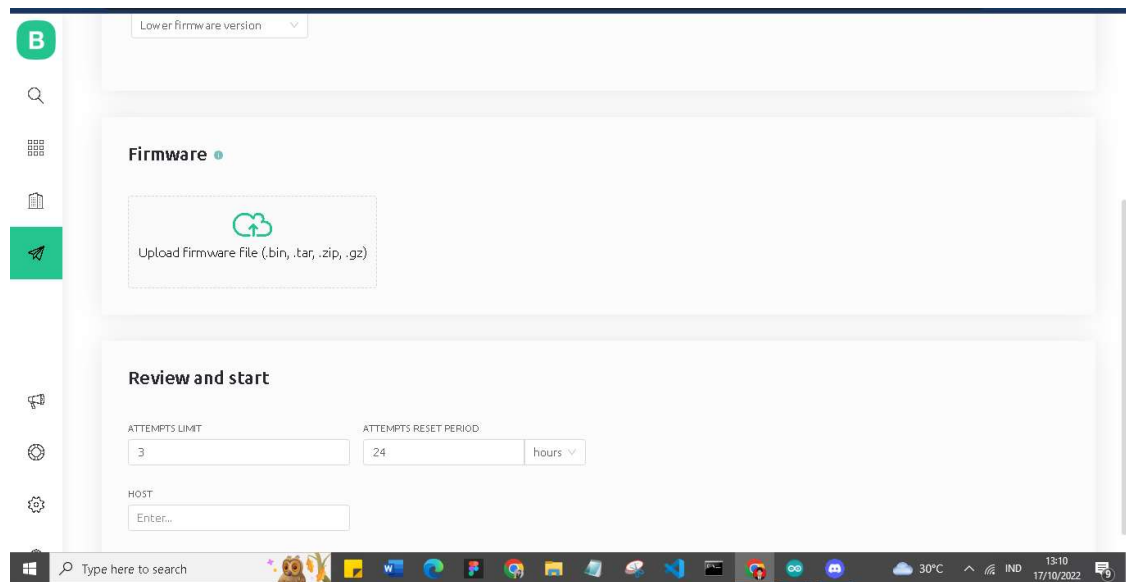 Lower firmware version
B
Firmware
Upload firmware file (.bin, .tar, .zip, .gz)
Review and start
ATTEMPTS LIMIT
ATTEMPTS RESET PERIOD
3
24
hours
HOST
Enter...
Type here to search
30°C
IND
13:10
17/10/2022
9